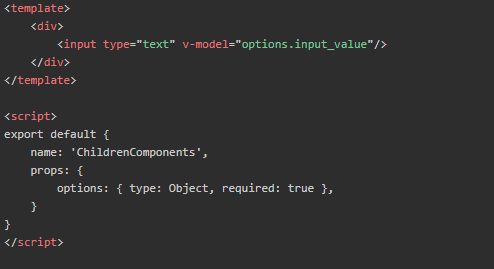 <template>
    <div>
        <input type="text" v-model="options.input_value"/>
    </div>
</template>

<script>
export default {
    name: 'ChildrenComponents',
    props: {
        options: { type: Object, required: true },
    }
}
</script>